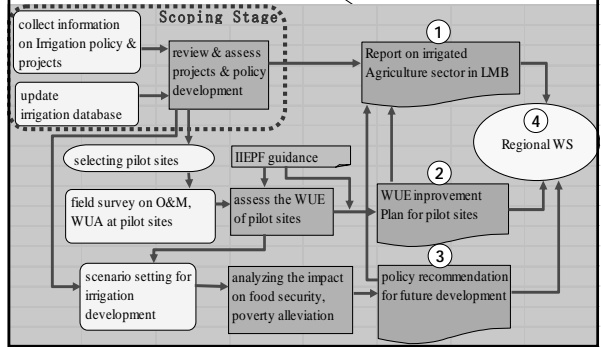 Scoping Stage
collect information
on Irrigation policy &
projects
update
irrigation database
review & assess
projects & policy
development
1
Report on irrigated
Agriculture sector in LMB
4
Regional WS
selecting pilot sites
IIEPF guidance
field survey on O&M,
WUA at pilot sites
assess the WUE
of pilot sites
2
WUE inprovement
Plan for pilot sites
scenario setting for
irrigation
development
analyzing the impact
on food security,
poverty alleviation
3
policy recommendation
for future development